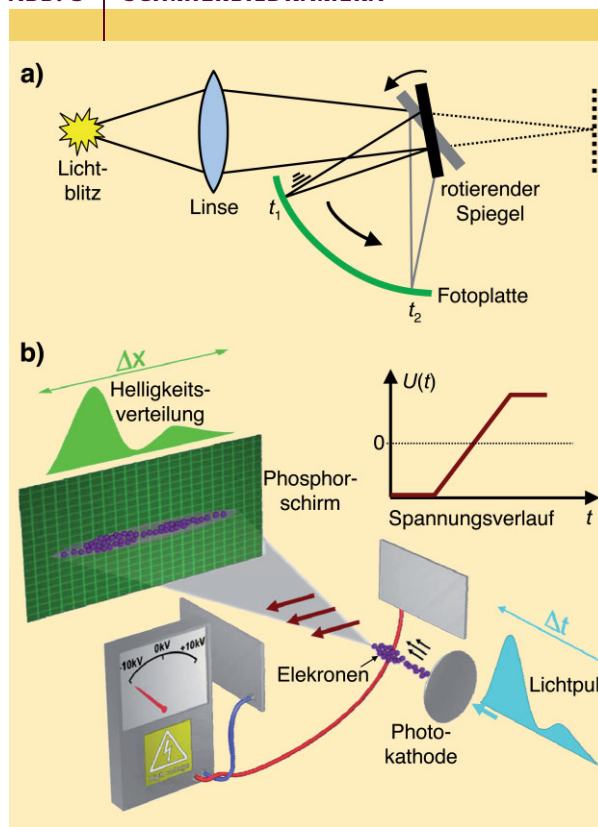 a)
Licht-
blitz
Linse
t1
rotierender
Spiegel
Fotoplatte
t2
b)
Δx
Helligkeits-
verteilung
U(t)
0
Phosphor-
schirm
Spannungsverlauf
t
-10kV
0kV
+10kV
Elekronen
Δt
Lichtpul
Photo-
kathode